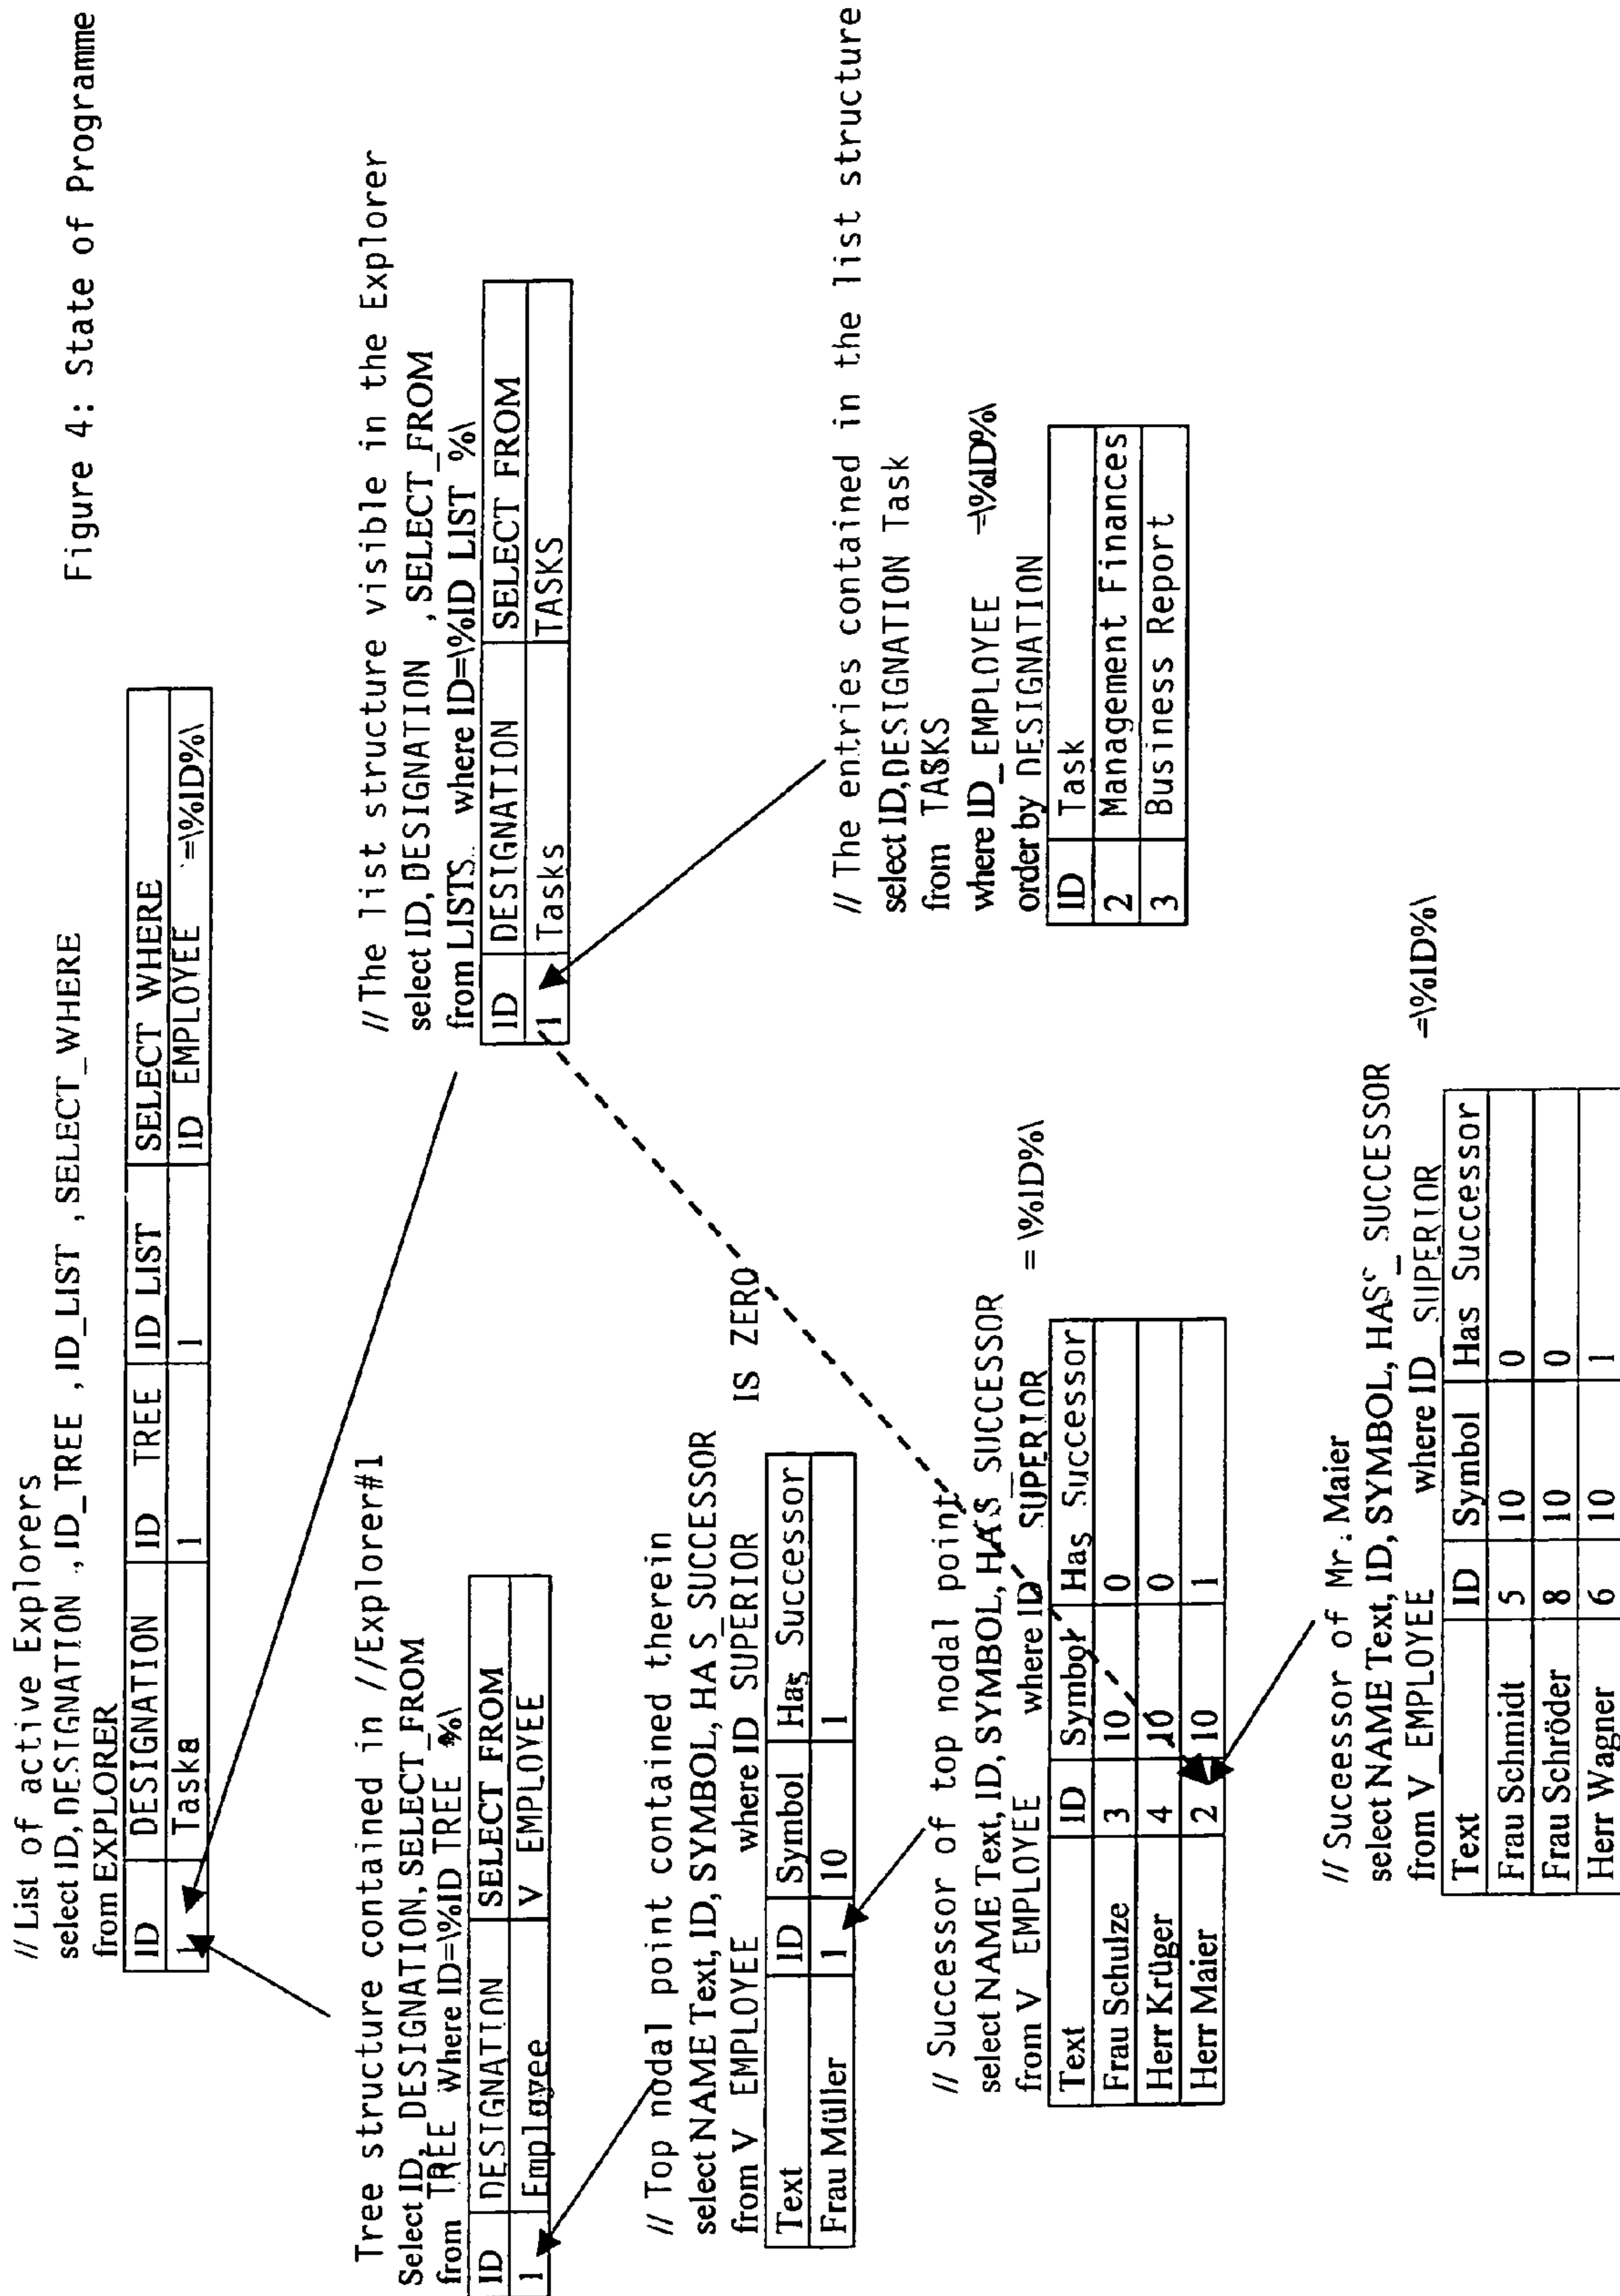 Figure 4: State of Programme
// List of active Explorers
select ID, DESIGNATION , ID_TREE , ID_LIST , SELECT_WHERE
from EXPLORER
ID DESIGNATION ID TREE ID LIST SELECT WHERE
1 Tasks 1 1 ID EMPLOYEE =\%ID%\
Tree structure contained in //Explorer#1
Select ID, DESIGNATION, SELECT_FROM
from TREE Where ID=\%ID TREE %\
ID DESIGNATION SELECT FROM
1 Employee V EMPLOYEE
// The list structure visible in the Explorer
select ID, DESIGNATION , SELECT_FROM
from LISTS where ID=\%ID LIST %\
ID DESIGNATION SELECT FROM
1 Tasks TASKS
// Top nodal point contained therein
select NAME Text, ID, SYMBOL, HAS_SUCCESSOR
from V EMPLOYEE where ID SUPERIOR IS ZERO
Text ID Symbol Has Successor
Frau Müller 1 10 1
// The entries contained in the list structure
select ID, DESIGNATION Task
from TASKS
where ID_EMPLOYEE =\%ID%\
order by DESIGNATION
ID Task
2 Management Finances
3 Business Report
// Successor of top nodal point
select NAME Text, ID, SYMBOL, HAS_SUCCESSOR
from V EMPLOYEE where ID SUPERIOR = \%ID%\
Text ID Symbol Has Successor
Frau Schulze 3 10 0
Herr Krüger 4 10 0
Herr Maier 2 10 1
// Successor of Mr. Maier
select NAME Text, ID, SYMBOL, HAS_SUCCESSOR
from V EMPLOYEE where ID_SUPERIOR =\%ID%\
Text ID Symbol Has Successor
Frau Schmidt 5 10 0
Frau Schröder 8 10 0
Herr Wagner 6 10 1